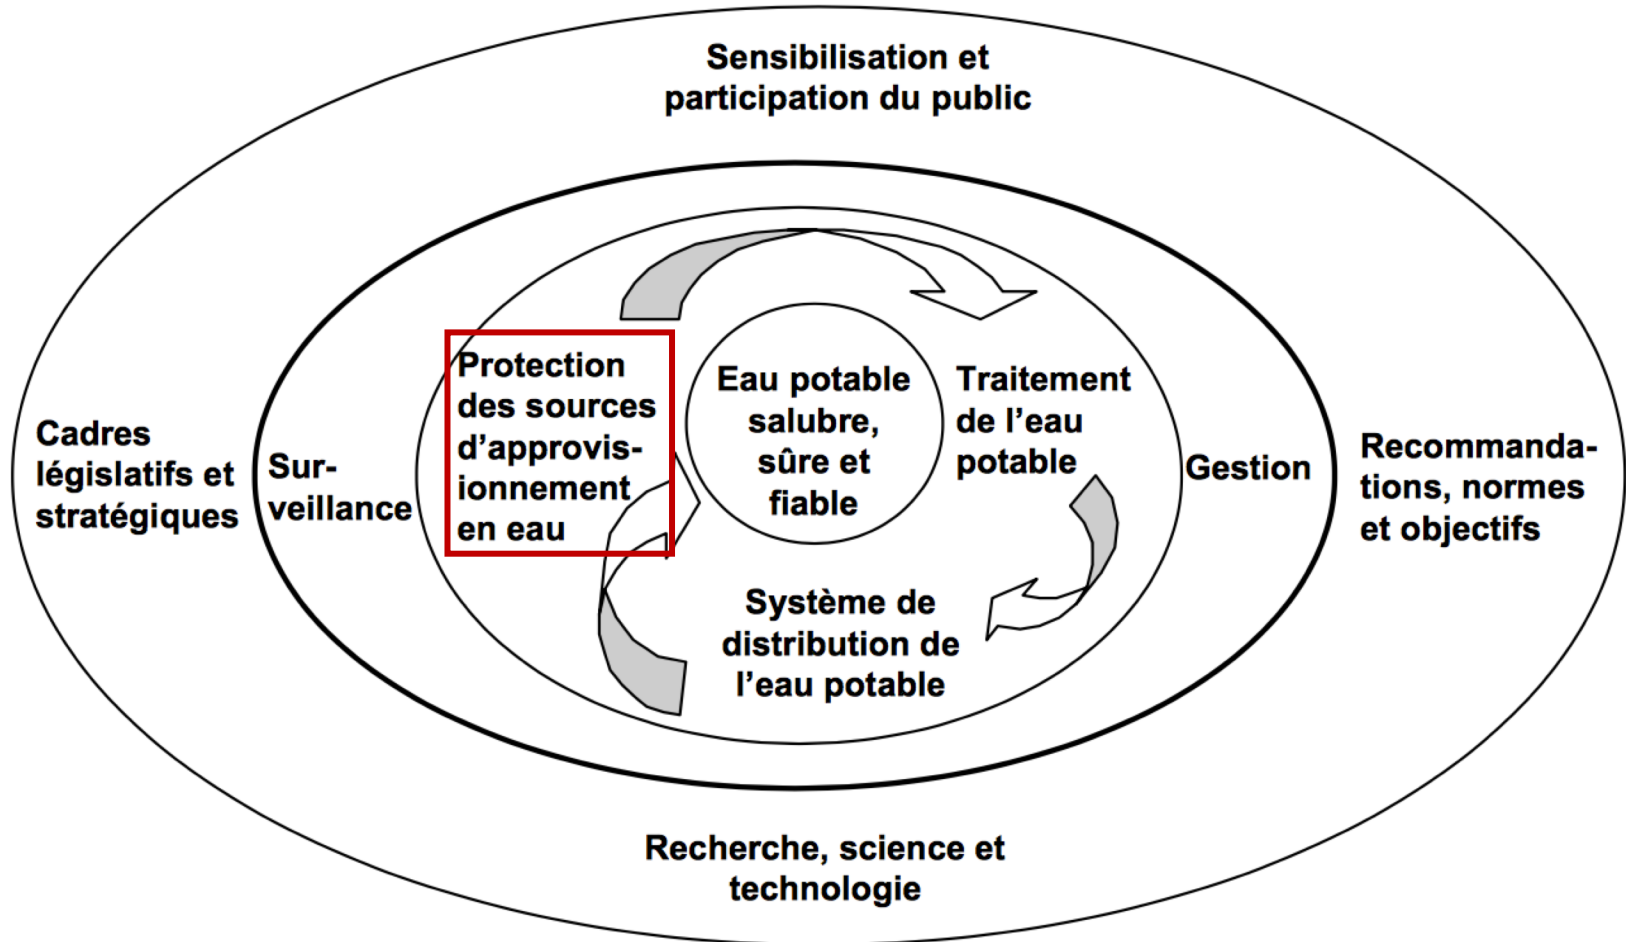 Sensibilisation et
participation du public
Cadres
législatifs et
stratégiques
Sur-
veillance
Protection
des sources
d'approvis-
ionnement
en eau
Eau potable
salubre,
sûre et
fiable
Traitement
de l'eau
potable
Gestion
Recommanda-
tions, normes
et objectifs
Système de
distribution de
l'eau potable
Recherche, science et
technologie